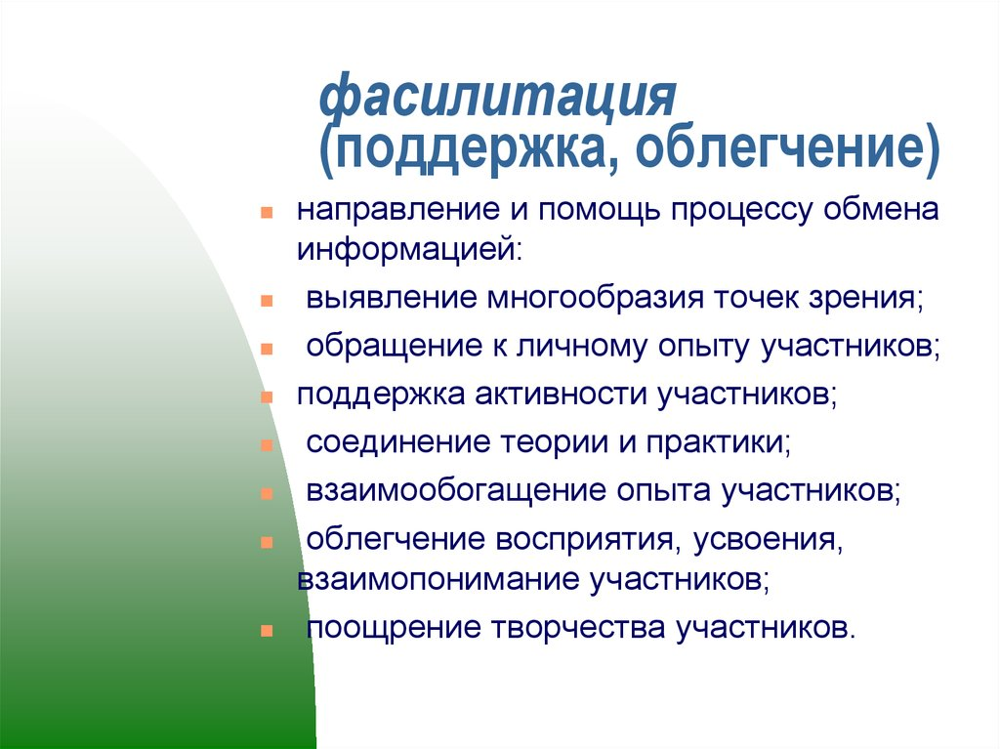 фасилитация
(поддержка, облегчение)
направление и помощь процессу обмена
информацией:
выявление многообразия точек зрения;
обращение к личному опыту участников;
поддержка активности участников;
соединение теории и практики;
взаимообогащение опыта участников;
облегчение восприятия, усвоения,
взаимопонимание участников;
поощрение творчества участников.